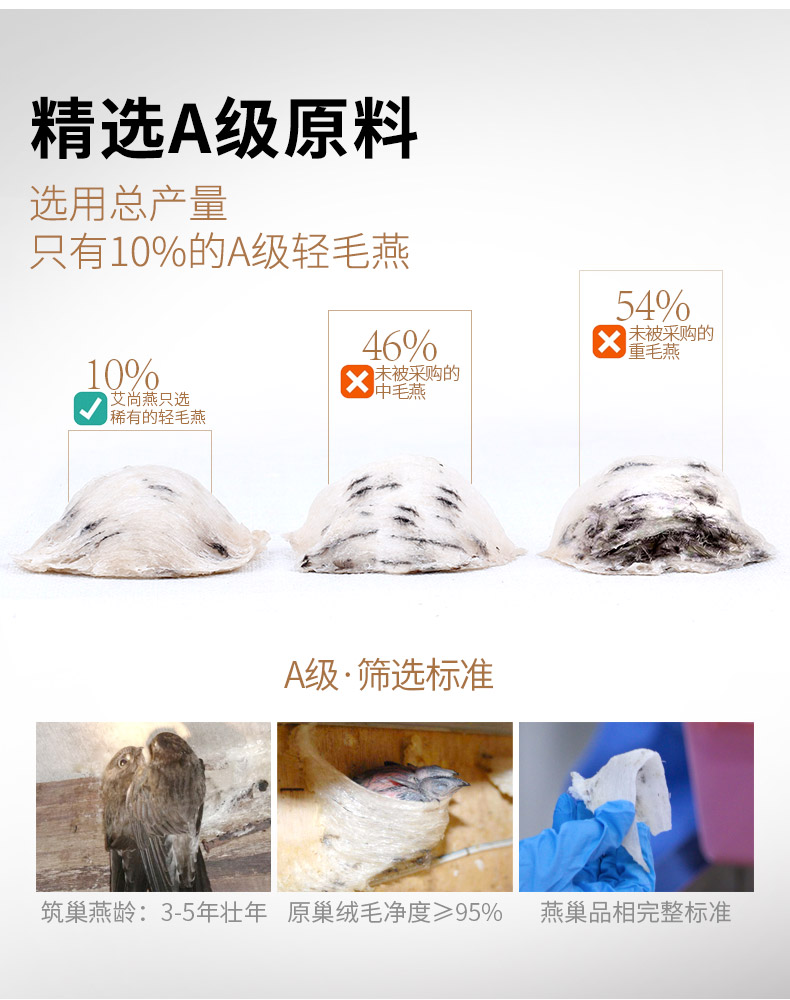 精选A级原料
选用总产量
只有10%的A级轻毛燕
54%
未被采购的
重毛燕
46%
未被采购的
中毛燕
10%
艾尚燕只选
稀有的轻毛燕
A级·筛选标准
筑巢燕龄：3-5年壮年
原巢绒毛净度≥95%
燕巢品相完整标准